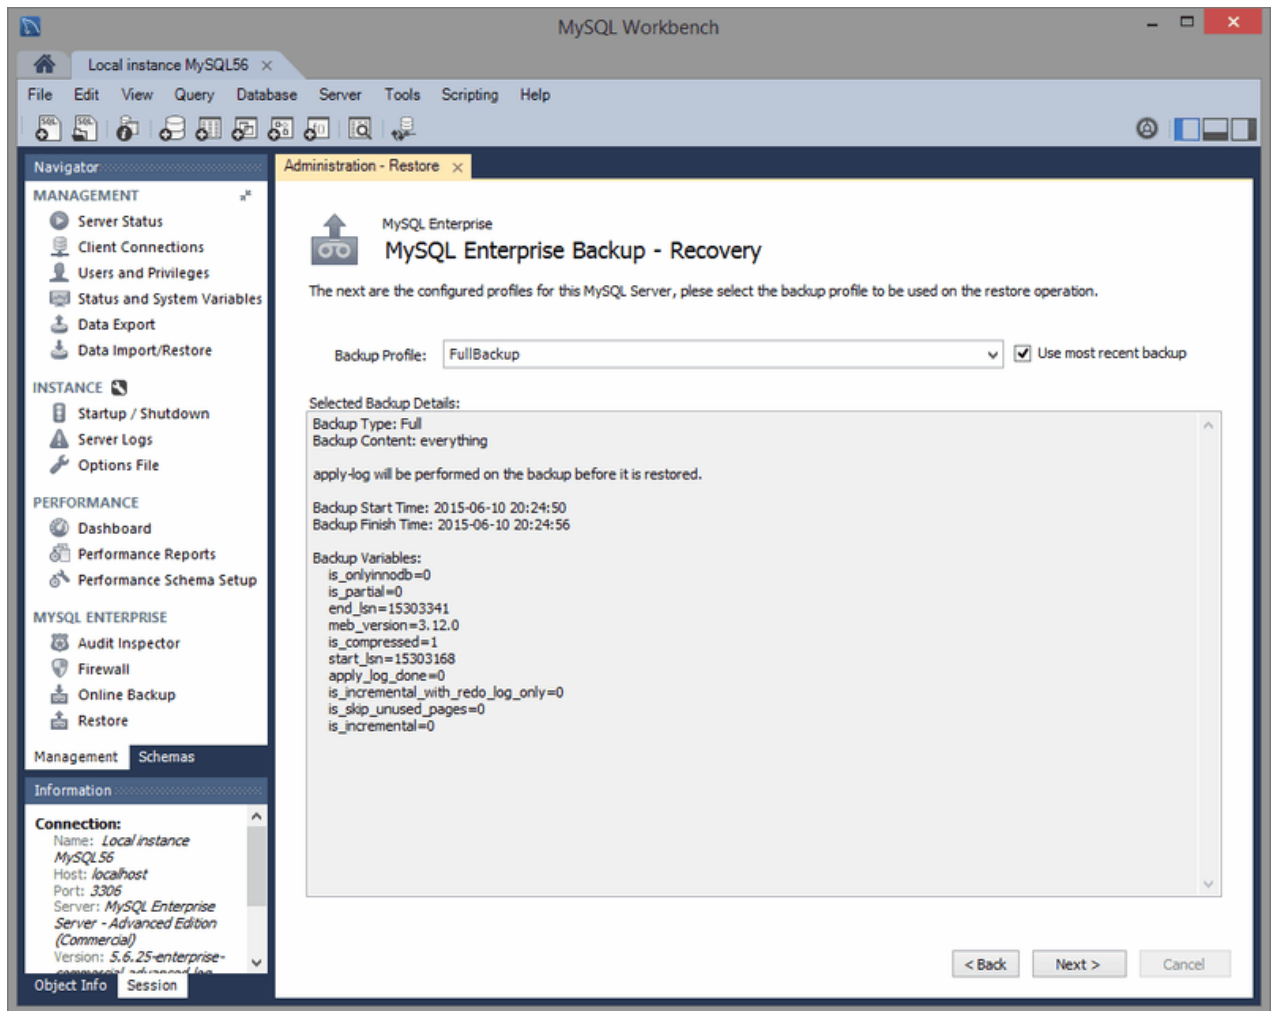 MySQL Workbench
Local instance MySQL56
File Edit View Query Database Server Tools Scripting Help
Navigator
MANAGEMENT
Server Status
Client Connections
Users and Privileges
Status and System Variables
Data Export
Data Import/Restore
INSTANCE
Startup / Shutdown
Server Logs
Options File
PERFORMANCE
Dashboard
Performance Reports
Performance Schema Setup
MYSQL ENTERPRISE
Audit Inspector
Firewall
Online Backup
Restore
Management Schemas
Information
Connection:
Name: Local instance
MySQL56
Host: localhost
Port: 3306
Server: MySQL Enterprise
Server - Advanced Edition
(Commercial)
Version: 5.6.25-enterprise-
commercial-advanced-log
Object Info Session
Administration - Restore
MySQL Enterprise
MySQL Enterprise Backup - Recovery
The next are the configured profiles for this MySQL Server, plese select the backup profile to be used on the restore operation.
Backup Profile: FullBackup Use most recent backup
Selected Backup Details:
Backup Type: Full
Backup Content: everything
apply-log will be performed on the backup before it is restored.
Backup Start Time: 2015-06-10 20:24:50
Backup Finish Time: 2015-06-10 20:24:56
Backup Variables:
is_onlyinnodb=0
is_partial=0
end_lsn=15303341
meb_version=3.12.0
is_compressed=1
start_lsn=15303168
apply_log_done=0
is_incremental_with_redo_log_only=0
is_skip_unused_pages=0
is_incremental=0
< Back Next > Cancel